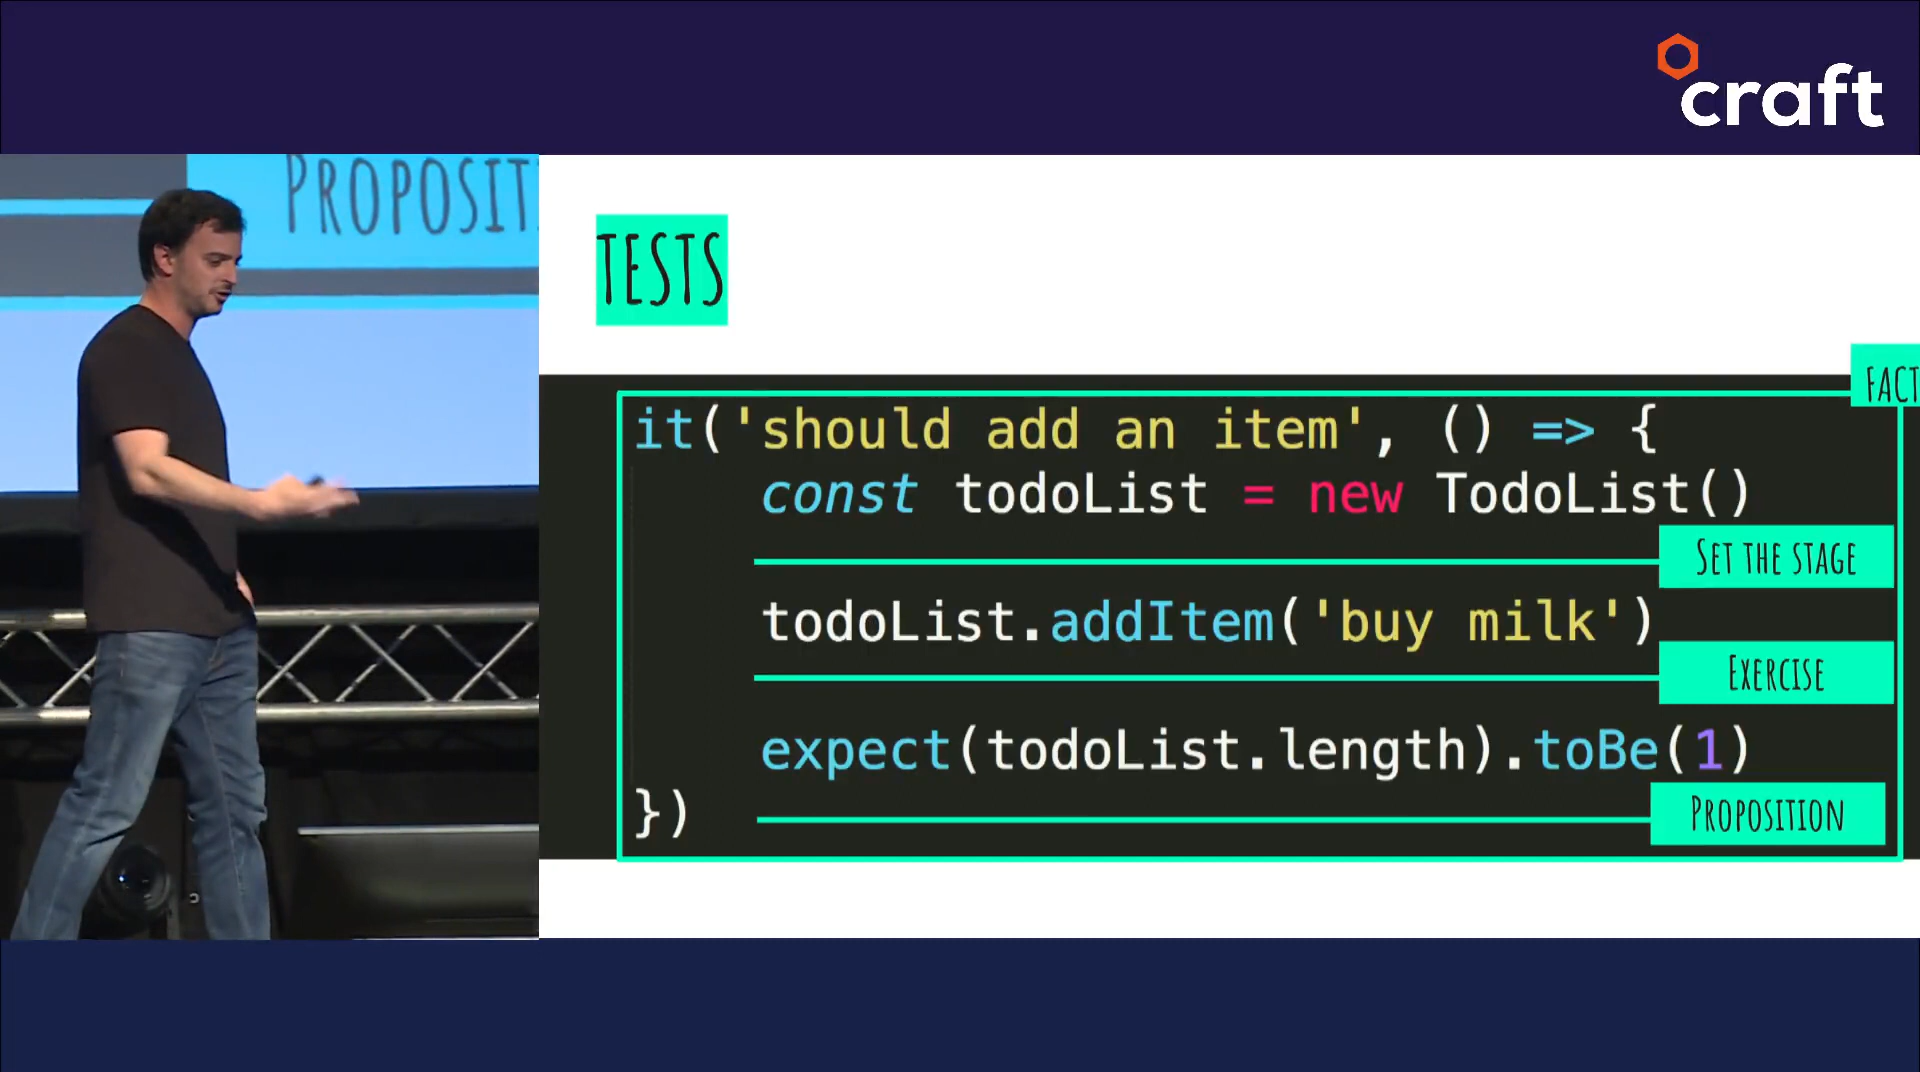 craft
PROPOSIT
TESTS
FACT
it('should add an item', () => {
const todoList = new TodoList()
SET THE STAGE
todoList.addItem('buy milk')
EXERCISE
expect(todoList.length).toBe(1)
PROPOSITION
})